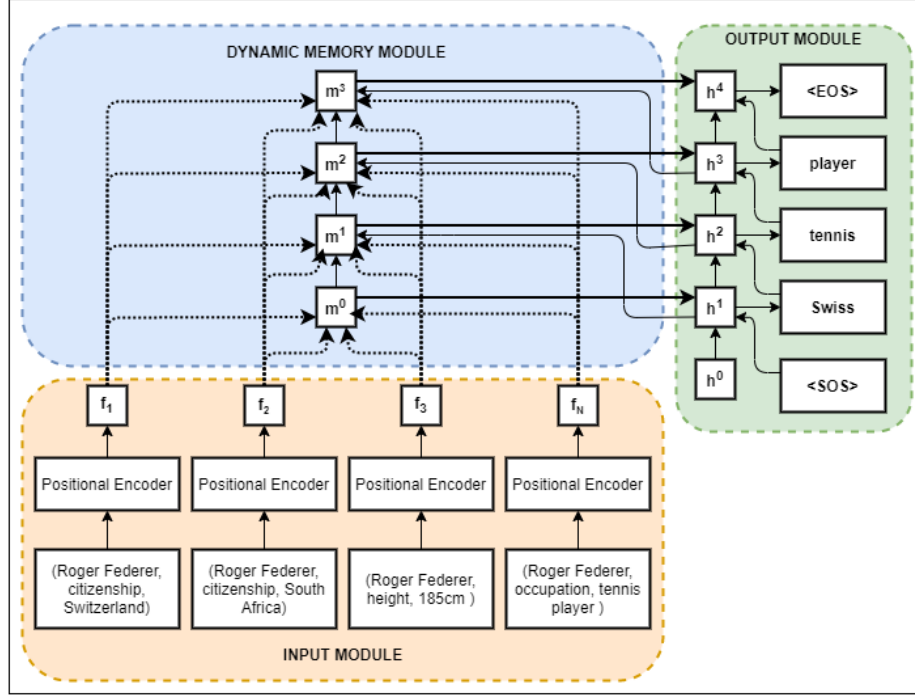 DYNAMIC MEMORY MODULE
m³
m²
m¹
m⁰
OUTPUT MODULE
h⁴
<EOS>
h³
player
h²
tennis
h¹
Swiss
h⁰
<SOS>
f₁
f₂
f₃
f_N
Positional Encoder
Positional Encoder
Positional Encoder
Positional Encoder
(Roger Federer,
citizenship,
Switzerland)
(Roger Federer,
citizenship, South
Africa)
(Roger Federer,
height, 185cm )
(Roger Federer,
occupation, tennis
player )
INPUT MODULE